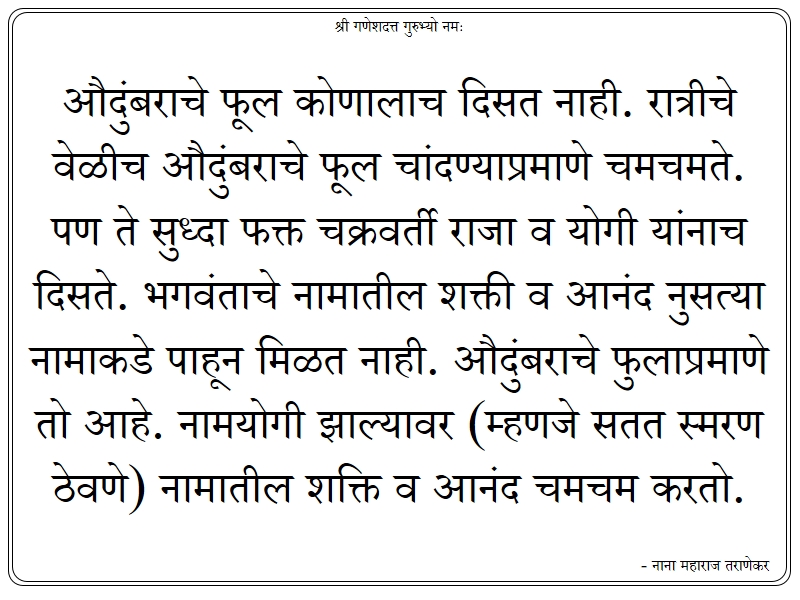 श्री गणेशदत्त गुरुभ्यो नमः
औदुंबराचे फूल कोणालाच दिसत नाही. रात्रीचे
वेळीच औदुंबराचे फूल चांदण्याप्रमाणे चमचमते.
पण ते सुध्दा फक्त चक्रवर्ती राजा व योगी यांनाच
दिसते. भगवंताचे नामातील शक्ती व आनंद नुसत्या
नामाकडे पाहून मिळत नाही. औदुंबराचे फुलाप्रमाणे
तो आहे. नामयोगी झाल्यावर (म्हणजे सतत स्मरण
ठेवणे) नामातील शक्ति व आनंद चमचम करतो.
- नाना महाराज तराणेकर